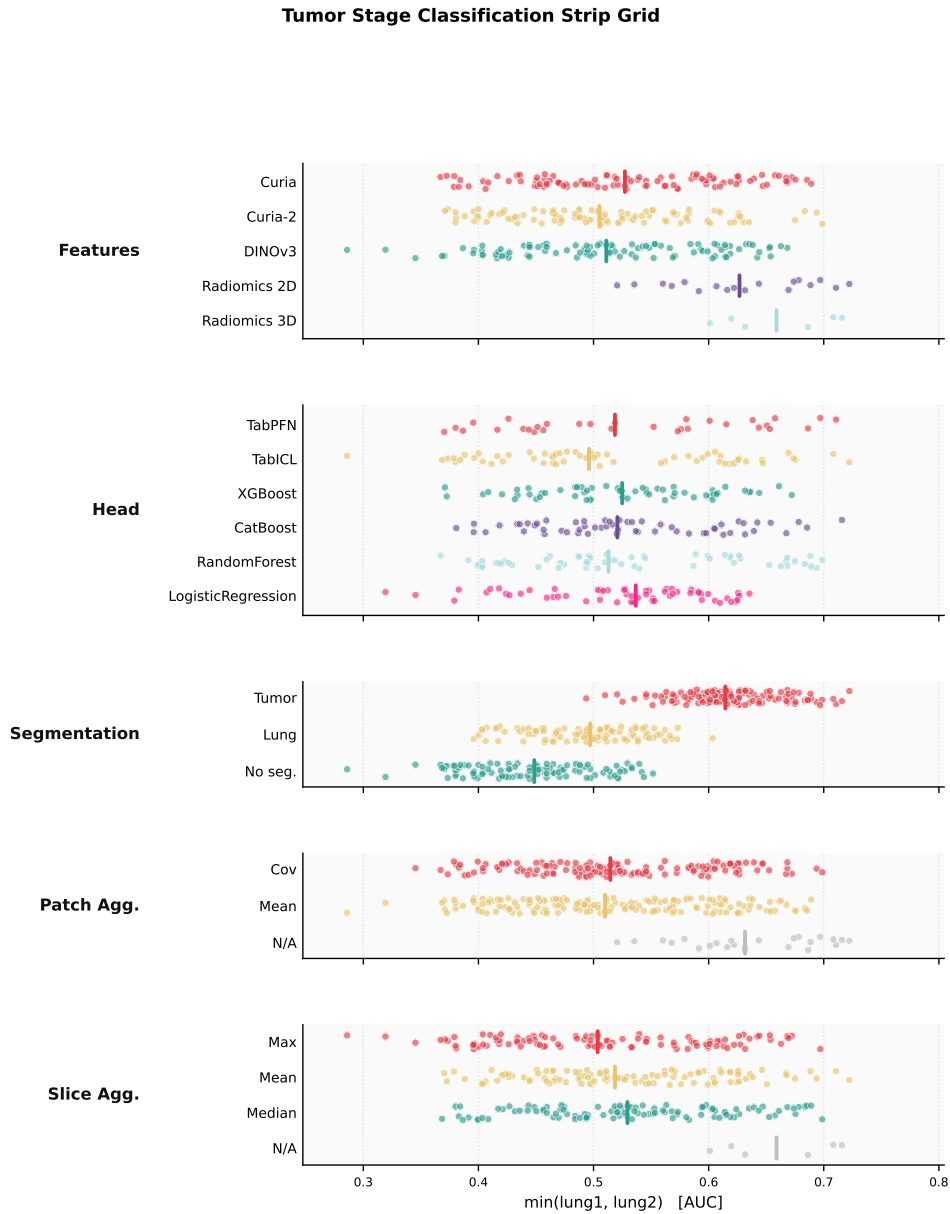 Tumor Stage Classification Strip Grid
Features
Curia
Curia-2
DINOv3
Radiomics 2D
Radiomics 3D
Head
TabPFN
TabICL
XGBoost
CatBoost
RandomForest
LogisticRegression
Segmentation
Tumor
Lung
No seg.
Patch Agg.
Cov
Mean
N/A
Slice Agg.
Max
Mean
Median
N/A
0.3 0.4 0.5 0.6 0.7 0.8
min(lung1, lung2) [AUC]